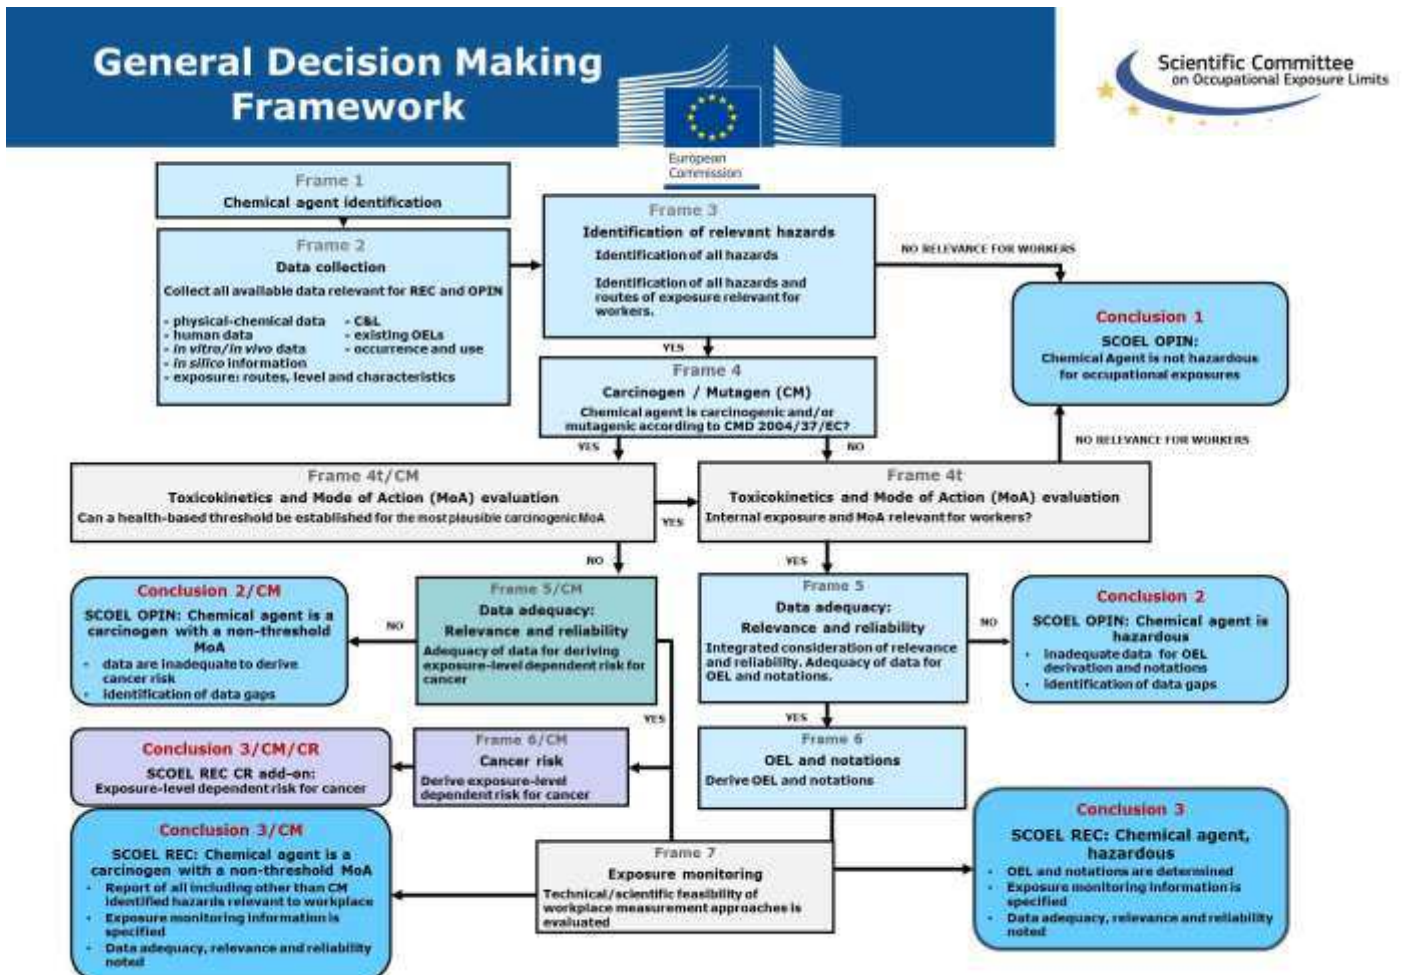 General Decision Making
Framework
European
Commission
Scientific Committee
on Occupational Exposure Limits
Frame 1
Chemical agent identification
Frame 2
Data collection
Collect all available data relevant for REC and OPIN
- physical-chemical data
- human data
- in vitro/in vivo data
- in silico information
- exposure: routes, level and characteristics
- C&L
- existing OELs
- occurrence and use
Frame 3
Identification of relevant hazards
Identification of all hazards
Identification of all hazards and
routes of exposure relevant for
workers.
NO RELEVANCE FOR WORKERS
Conclusion 1
SCOEL OPIN:
Chemical Agent is not hazardous
for occupational exposures
YES
Frame 4
Carcinogen / Mutagen (CM)
Chemical agent is carcinogenic and/or
mutagenic according to CMD 2004/37/EC?
YES
NO
NO RELEVANCE FOR WORKERS
Frame 4t/CM
Toxicokinetics and Mode of Action (MoA) evaluation
Can a health-based threshold be established for the most plausible carcinogenic MoA
YES
Frame 4t
Toxicokinetics and Mode of Action (MoA) evaluation
Internal exposure and MoA relevant for workers?
NO
YES
Conclusion 2/CM
SCOEL OPIN: Chemical agent is a
carcinogen with a non-threshold
MoA
• data are inadequate to derive
cancer risk
• identification of data gaps
NO
Frame 5/CM
Data adequacy:
Relevance and reliability
Adequacy of data for deriving
exposure-level dependent risk for
cancer
Frame 5
Data adequacy:
Relevance and reliability
Integrated consideration of relevance
and reliability. Adequacy of data for
OEL and notations.
NO
Conclusion 2
SCOEL OPIN: Chemical agent is
hazardous
• inadequate data for OEL
derivation and notations
• identification of data gaps
YES
YES
Conclusion 3/CM/CR
SCOEL REC CR add-on:
Exposure-level dependent risk for cancer
Frame 6/CM
Cancer risk
Derive exposure-level
dependent risk for cancer
Frame 6
OEL and notations
Derive OEL and notations
Conclusion 3/CM
SCOEL REC: Chemical agent is a
carcinogen with a non-threshold MoA
• Report of all including other than CM
identified hazards relevant to workplace
• Exposure monitoring information is
specified
• Data adequacy, relevance and reliability
noted
Frame 7
Exposure monitoring
Technical/scientific feasibility of
workplace measurement approaches is
evaluated
Conclusion 3
SCOEL REC: Chemical agent,
hazardous
• OEL and notations are determined
• Exposure monitoring information is
specified
• Data adequacy, relevance and reliability
noted